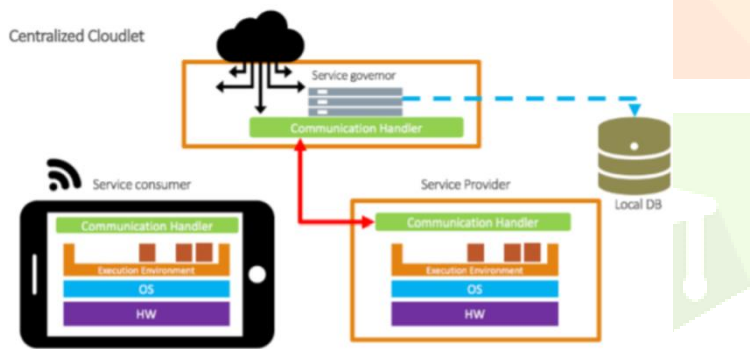 Centralized Cloudlet
Service governor
Communication Handler
Service consumer
Service Provider
Local DB
Communication Handler
Execution Environment
OS
HW
Communication Handler
Execution Environment
OS
HW